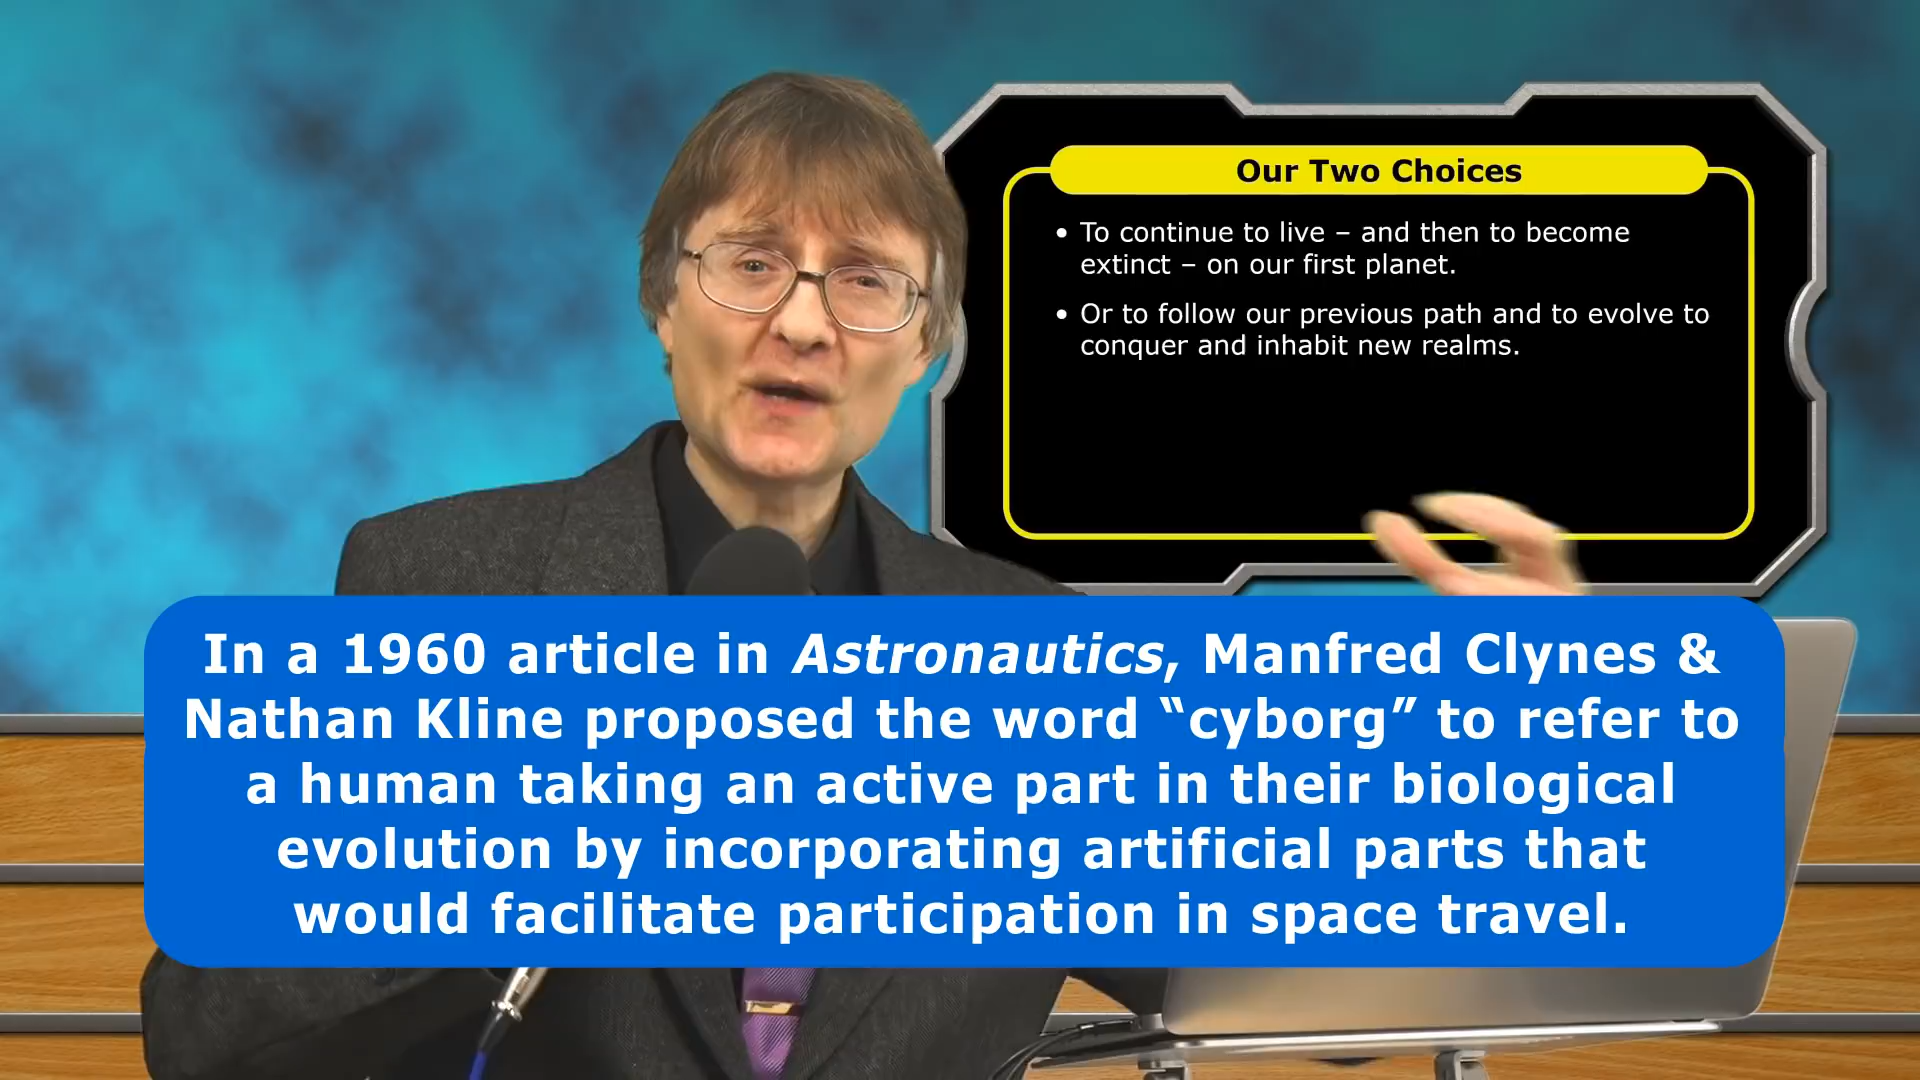 Our Two Choices
• To continue to live – and then to become
extinct – on our first planet.
• Or to follow our previous path and to evolve to
conquer and inhabit new realms.
In a 1960 article in Astronautics, Manfred Clynes &
Nathan Kline proposed the word “cyborg” to refer to
a human taking an active part in their biological
evolution by incorporating artificial parts that
would facilitate participation in space travel.